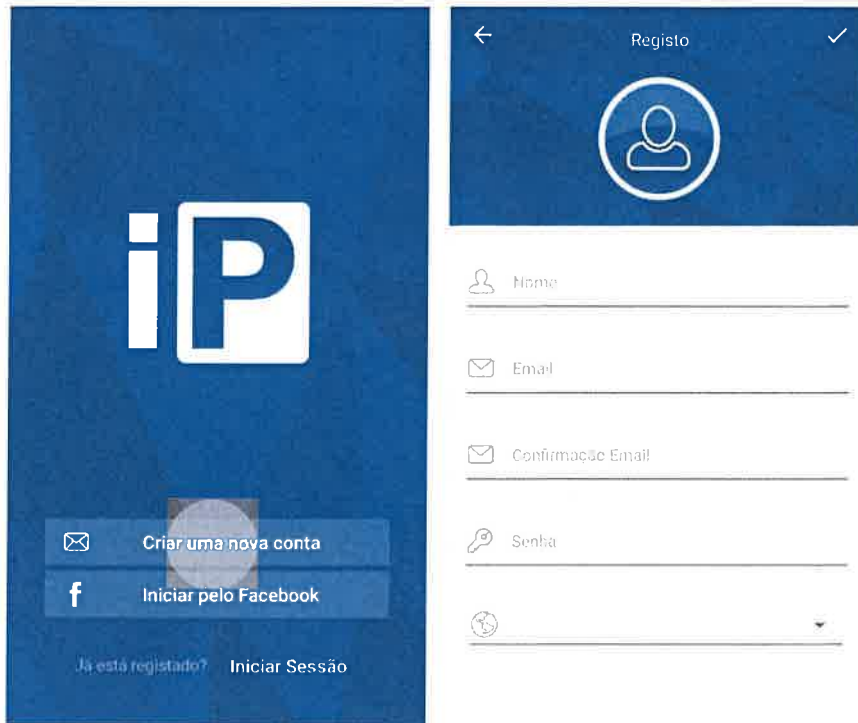 iP
Criar uma nova conta
f Iniciar pelo Facebook
Já está registado? Iniciar Sessão
Registo
Nome
Email
Confirmação Email
Senha